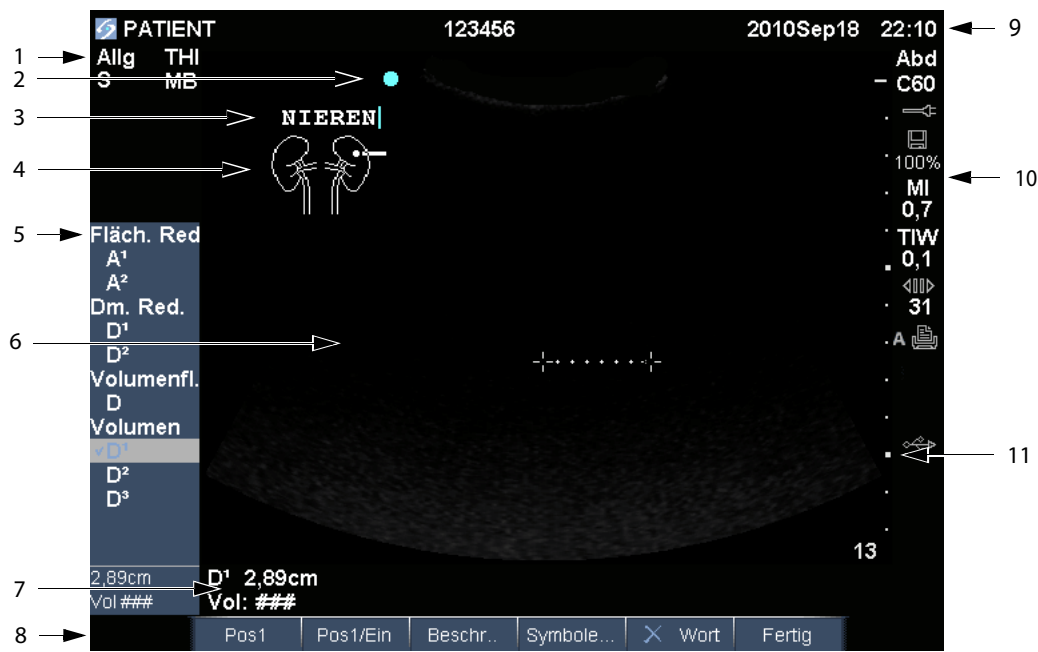 PATIENT 123456 2010Sep18 22:10 9
1 Allg THI Abd
2 S MB C60
3 NIEREN
100%
4 10
MI
0,7
5 Fläch. Red TIW
A¹ 0,1
A²
Dm. Red. 31
D¹
6 A
D²
Volumenfl.
D
Volumen
✓D¹ 11
D²
D³
13
2,89cm D¹ 2,89cm
7
Vol ### Vol: ###
8 Pos1 Pos1/Ein Beschr.. Symbole... X Wort Fertig